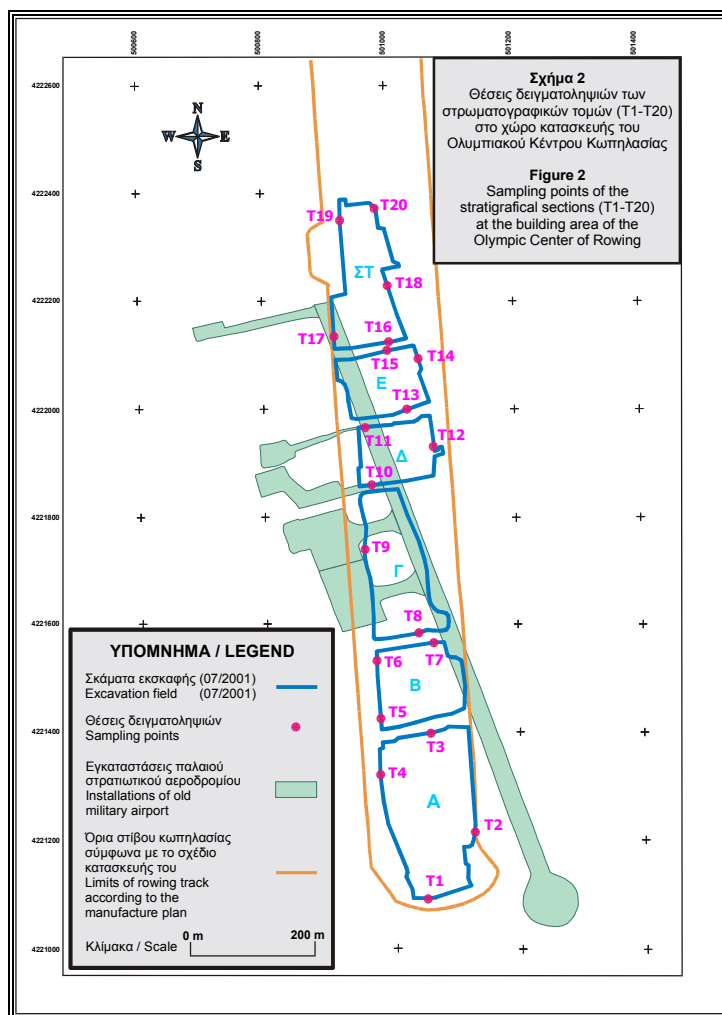 500600
500800
501000
501200
501400
4222600
4222400
4222200
4222000
4221800
4221600
4221400
4221200
4221000
N
W
E
S
Σχήμα 2
Θέσεις δειγματοληψιών των
στρωματογραφικών τομών (T1-T20)
στο χώρο κατασκευής του
Ολυμπιακού Κέντρου Κωπηλασίας
Figure 2
Sampling points of the
stratigrafical sections (T1-T20)
at the building area of the
Olympic Center of Rowing
T19
T20
ΣΤ
T18
T17
T16
T15
T14
E
T13
T11
T12
Δ
T10
T9
Γ
T8
T7
T6
B
T5
T3
T4
A
T2
T1
ΥΠΟΜΝΗΜΑ / LEGEND
Σκάματα εκσκαφής (07/2001)
Excavation field (07/2001)
Θέσεις δειγματοληψιών
Sampling points
Εγκαταστάσεις παλαιού
στρατιωτικού αεροδρομίου
Installations of old
military airport
Όρια στίβου κωπηλασίας
σύμφωνα με το σχέδιο
κατασκευής του
Limits of rowing track
according to the
manufacture plan
Κλίμακα / Scale
0 m
200 m